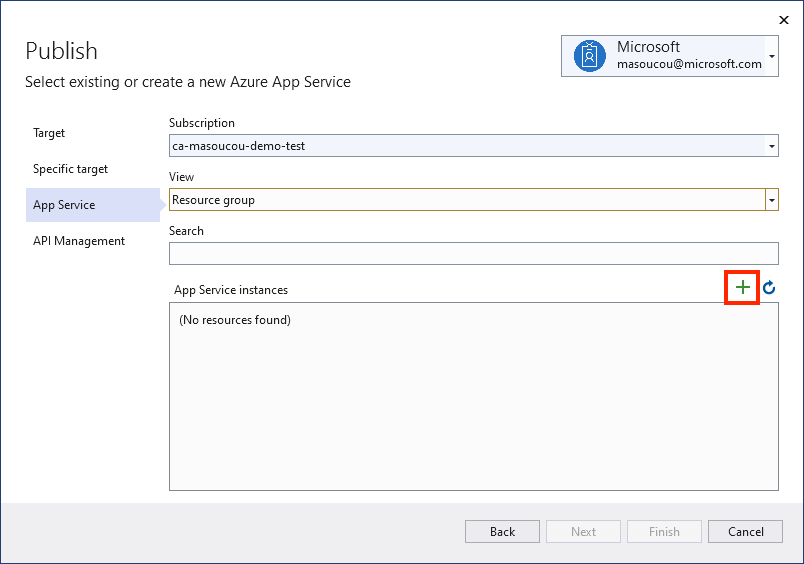 Publish
Select existing or create a new Azure App Service
Microsoft
masoucou@microsoft.com
Target
Specific target
App Service
API Management
Subscription
ca-masoucou-demo-test
View
Resource group
Search
App Service instances
(No resources found)
Back
Next
Finish
Cancel